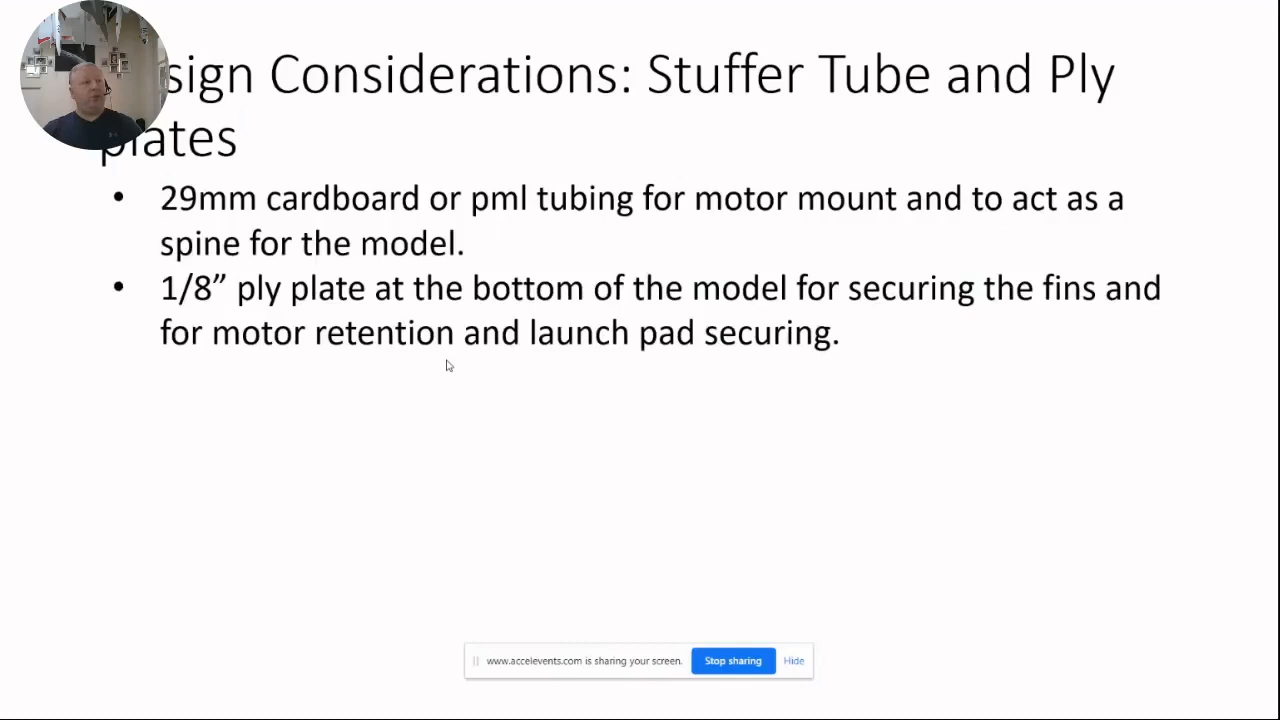 sign Considerations: Stuffer Tube and Ply
plates
• 29mm cardboard or pml tubing for motor mount and to act as a
spine for the model.
• 1/8” ply plate at the bottom of the model for securing the fins and
for motor retention and launch pad securing.
www.accelevents.com is sharing your screen. Stop sharing Hide